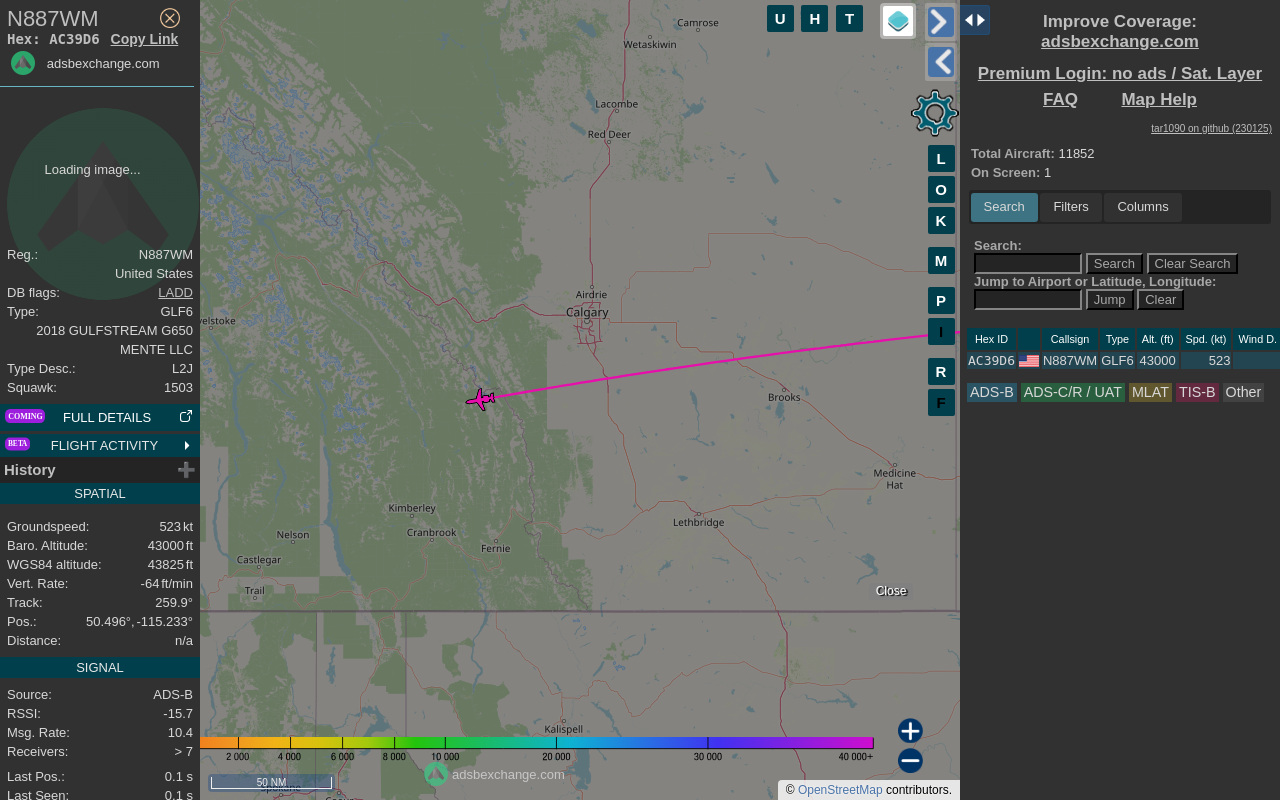 N887WM
Hex: AC39D6 Copy Link
adsbexchange.com
Loading image...
Reg.: N887WM
United States
DB flags: LADD
Type: GLF6
2018 GULFSTREAM G650
MENTE LLC
Type Desc.: L2J
Squawk: 1503
COMING FULL DETAILS
BETA FLIGHT ACTIVITY
History
SPATIAL
Groundspeed: 523 kt
Baro. Altitude: 43000 ft
WGS84 altitude: 43825 ft
Vert. Rate: -64 ft/min
Track: 259.9°
Pos.: 50.496°, -115.233°
Distance: n/a
SIGNAL
Source: ADS-B
RSSI: -15.7
Msg. Rate: 10.4
Receivers: > 7
Last Pos.: 0.1 s
Last Seen: 0.1 s
Camrose
Wetaskiwin
Lacombe
Red Deer
Airdrie
Calgary
velstoke
Brooks
Medicine
Hat
Kimberley
Cranbrook
Nelson
Fernie
Lethbridge
Castlegar
Trail
Close
Kalispell
2 000 4 000 6 000 8 000 10 000 20 000 30 000 40 000+
50 NM
adsbexchange.com
Spokane
© OpenStreetMap contributors.
U H T
L
O
K
M
P
I
R
F
Improve Coverage:
adsbexchange.com
Premium Login: no ads / Sat. Layer
FAQ Map Help
tar1090 on github (230125)
Total Aircraft: 11852
On Screen: 1
Search Filters Columns
Search:
Search Clear Search
Jump to Airport or Latitude, Longitude:
Jump Clear
Hex ID Callsign Type Alt. (ft) Spd. (kt) Wind D.
AC39D6 N887WM GLF6 43000 523
ADS-B ADS-C/R / UAT MLAT TIS-B Other